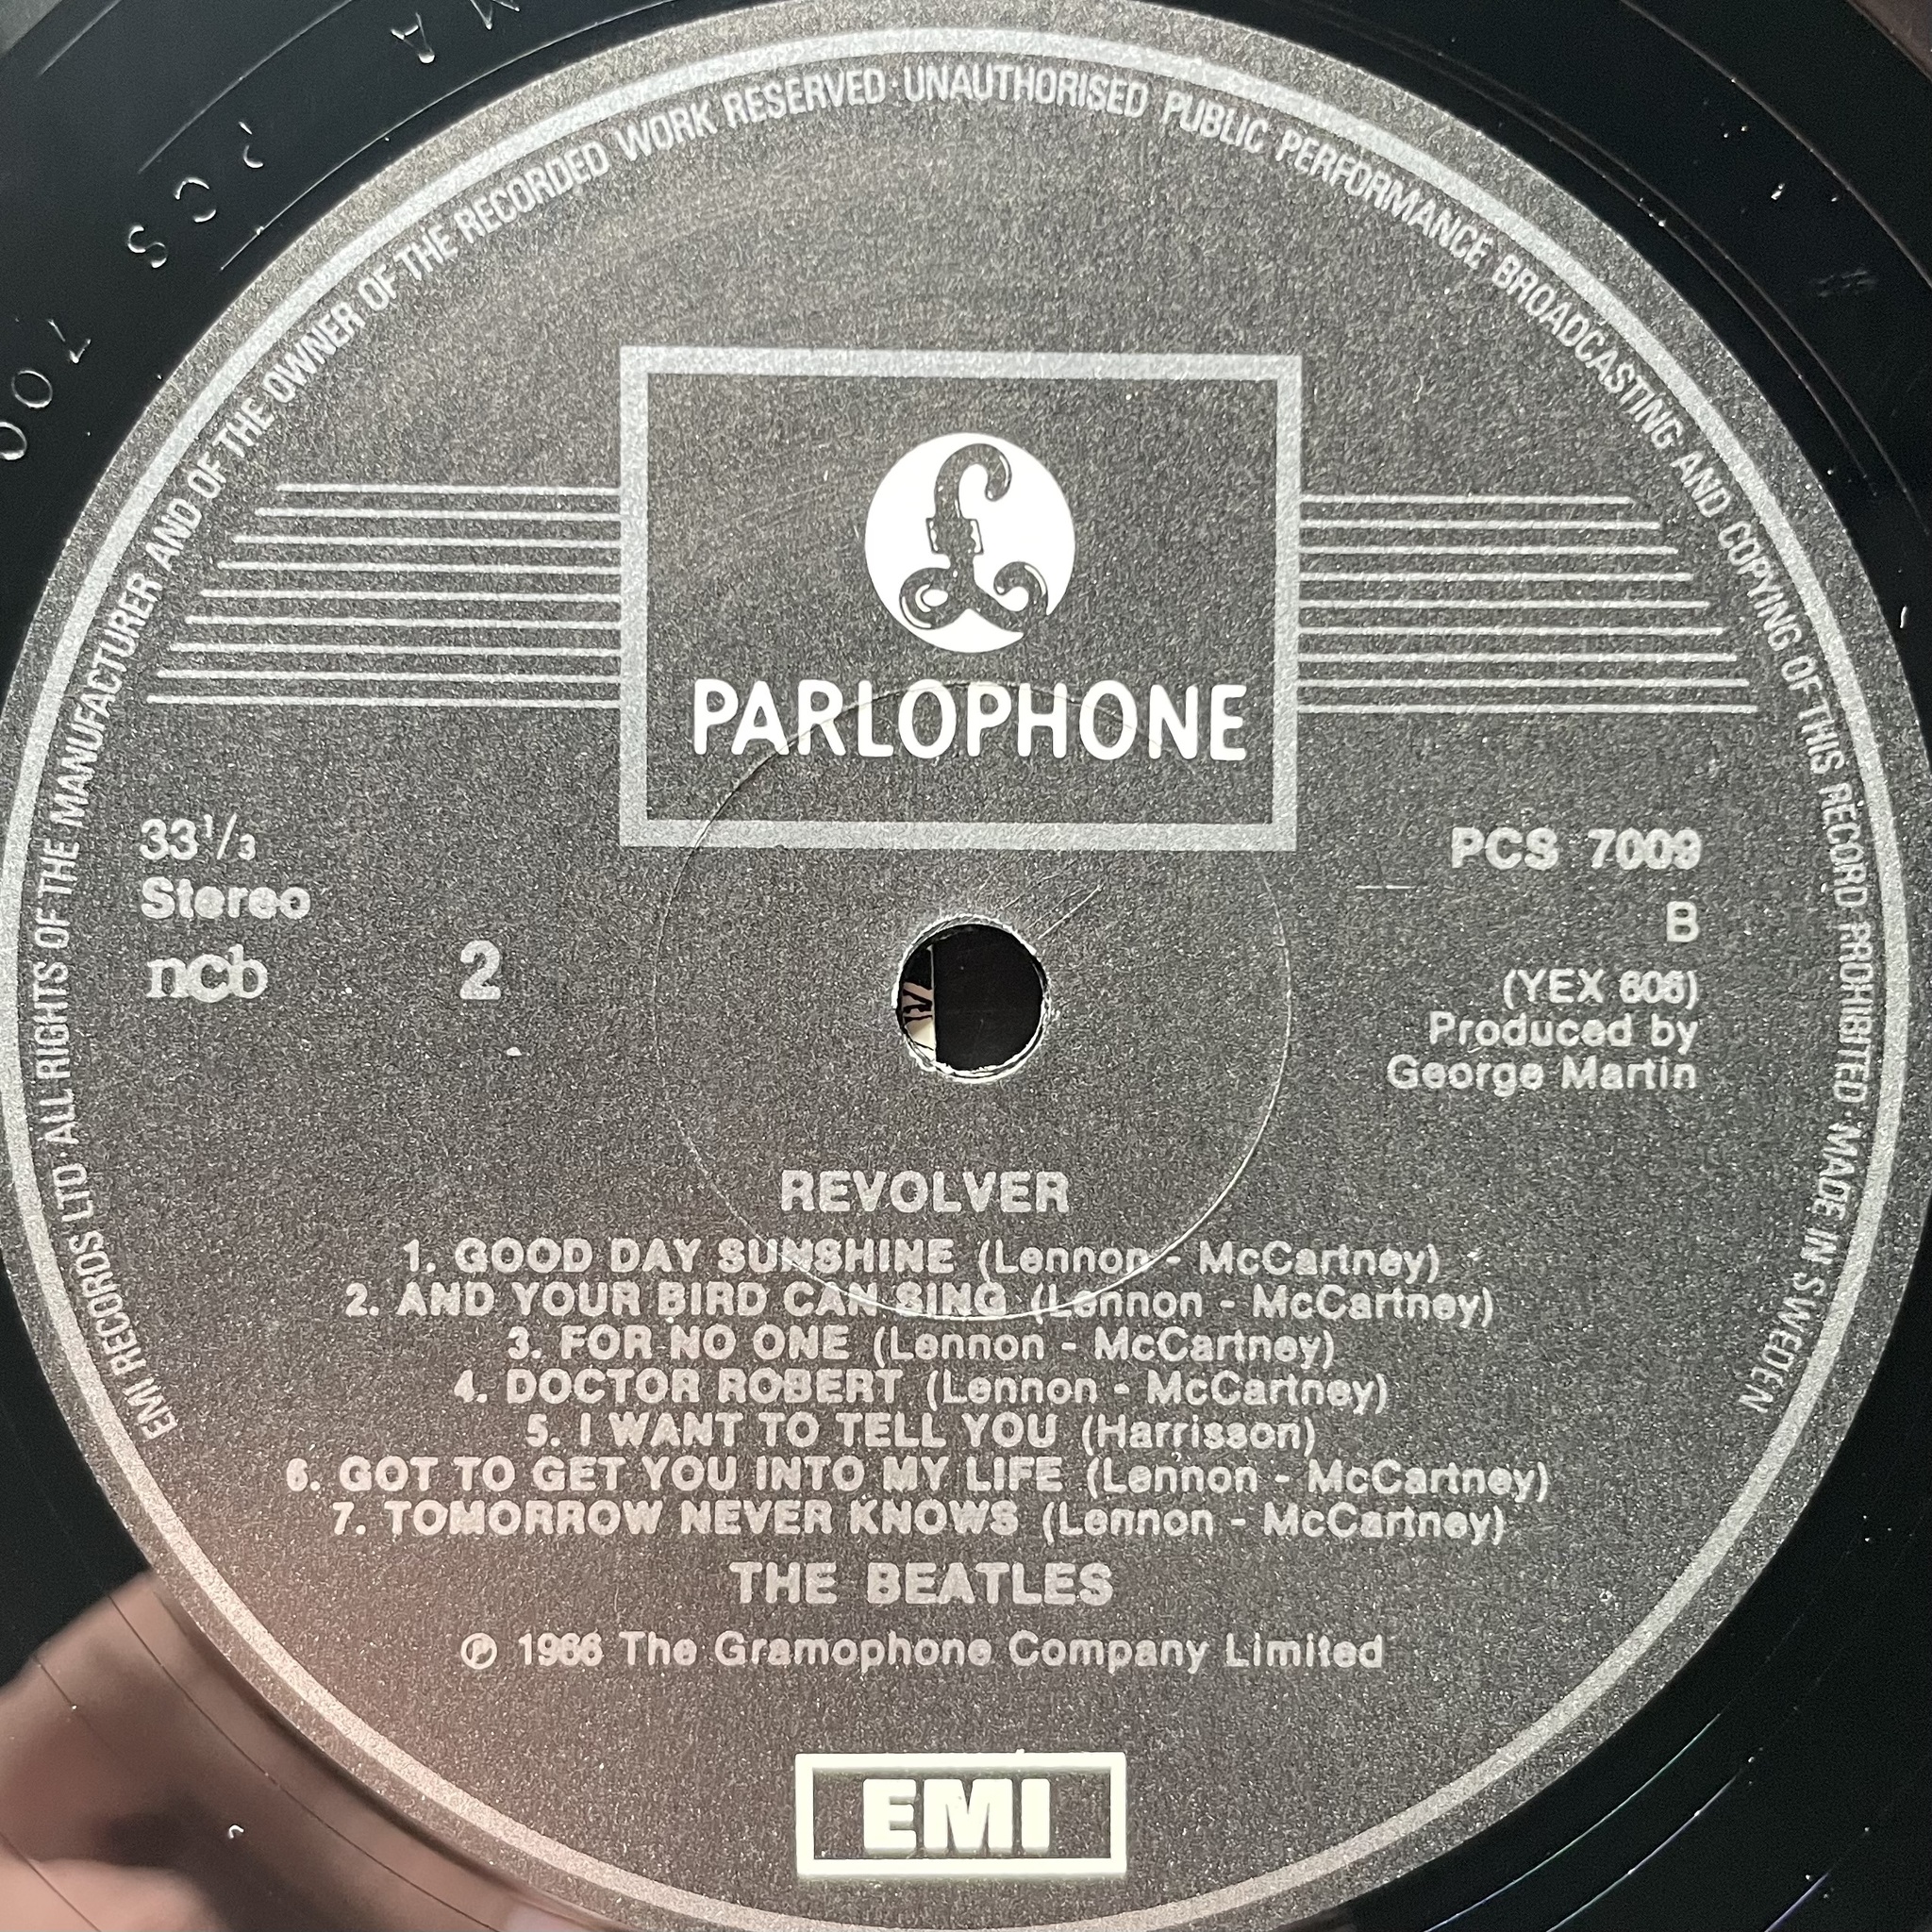 EMI RECORDS LTD · ALL RIGHTS OF THE MANUFACTURER AND OF THE OWNER OF THE RECORDED WORK RESERVED · UNAUTHORISED PUBLIC PERFORMANCE BROADCASTING AND COPYING OF THIS RECORD PROHIBITED · MADE IN SWEDEN
PARLOPHONE
33 1/3
Stereo
ncb
2
PCS 7009
B
(YEX 606)
Produced by
George Martin
REVOLVER
1. GOOD DAY SUNSHINE (Lennon - McCartney)
2. AND YOUR BIRD CAN SING (Lennon - McCartney)
3. FOR NO ONE (Lennon - McCartney)
4. DOCTOR ROBERT (Lennon - McCartney)
5. I WANT TO TELL YOU (Harrisson)
6. GOT TO GET YOU INTO MY LIFE (Lennon - McCartney)
7. TOMORROW NEVER KNOWS (Lennon - McCartney)
THE BEATLES
℗ 1966 The Gramophone Company Limited
EMI